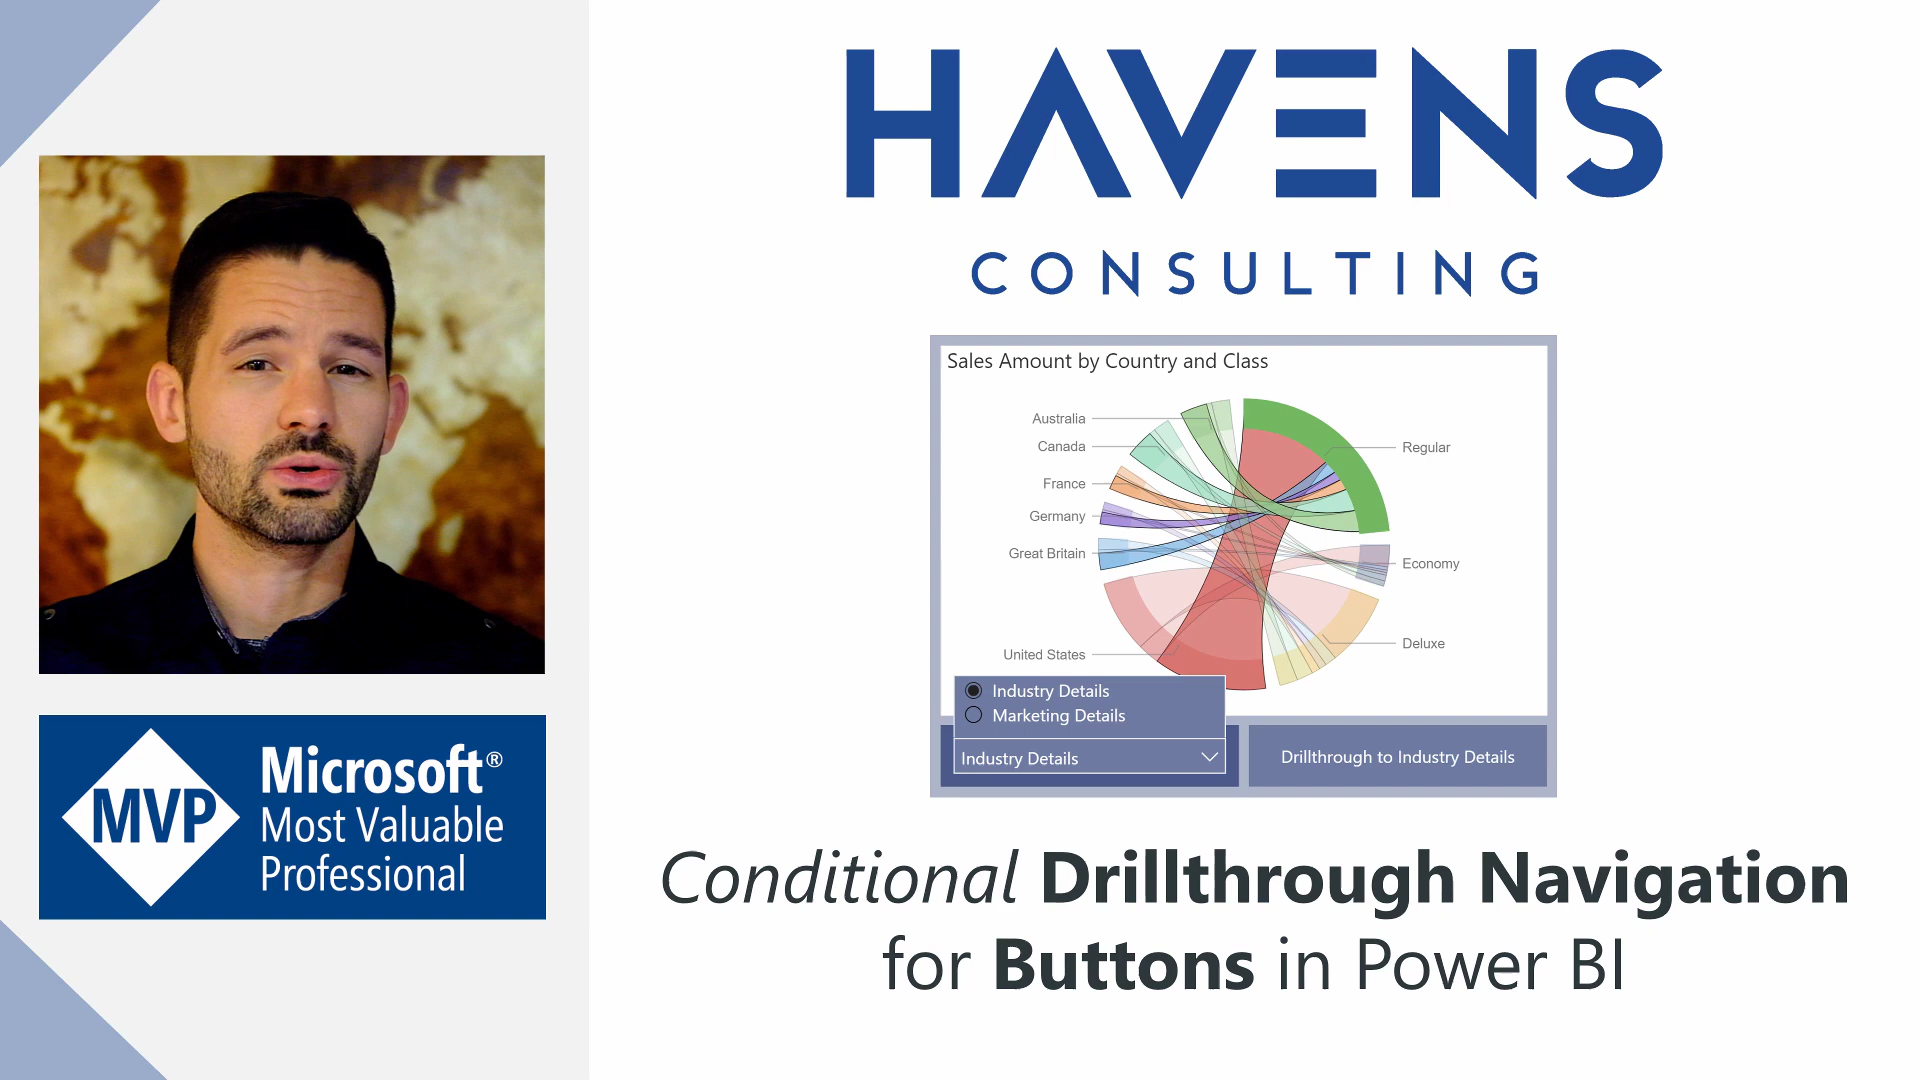 HAVENS
CONSULTING
Sales Amount by Country and Class
Australia
Canada
France
Germany
Great Britain
United States
Regular
Economy
Deluxe
Industry Details
Marketing Details
Industry Details
Drillthrough to Industry Details
MVP
Microsoft®
Most Valuable
Professional
Conditional Drillthrough Navigation
for Buttons in Power BI